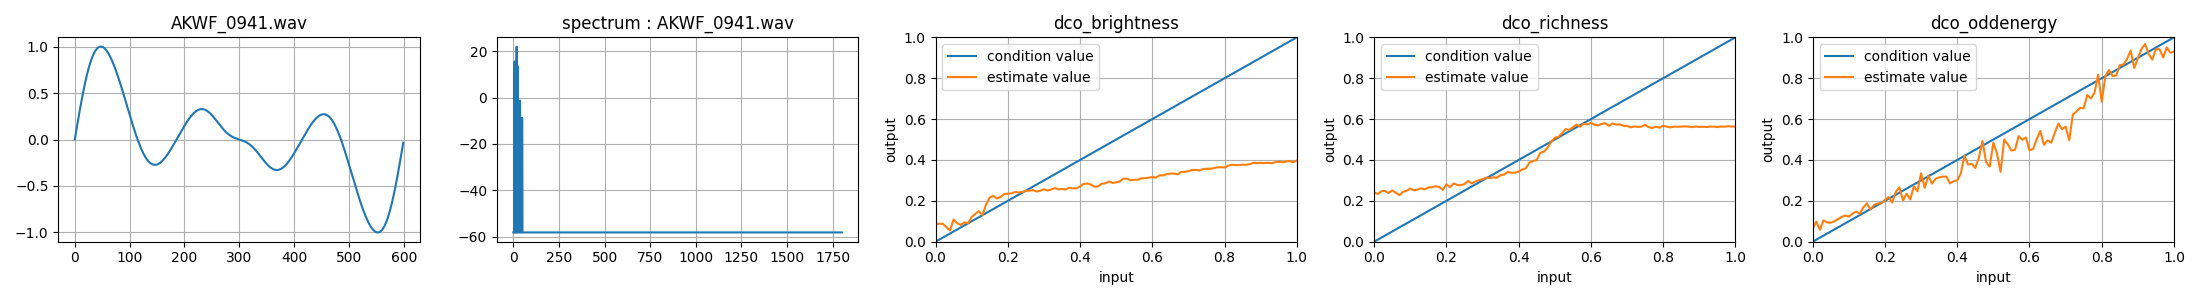 AKWF_0941.wav
1.0
0.5
0.0
−0.5
−1.0
0 100 200 300 400 500 600
spectrum : AKWF_0941.wav
20
0
−20
−40
−60
0 250 500 750 1000 1250 1500 1750
dco_brightness
condition value
estimate value
output
1.0
0.8
0.6
0.4
0.2
0.0
0.0 0.2 0.4 0.6 0.8 1.0
input
dco_richness
condition value
estimate value
output
1.0
0.8
0.6
0.4
0.2
0.0
0.0 0.2 0.4 0.6 0.8 1.0
input
dco_oddenergy
condition value
estimate value
output
1.0
0.8
0.6
0.4
0.2
0.0
0.0 0.2 0.4 0.6 0.8 1.0
input